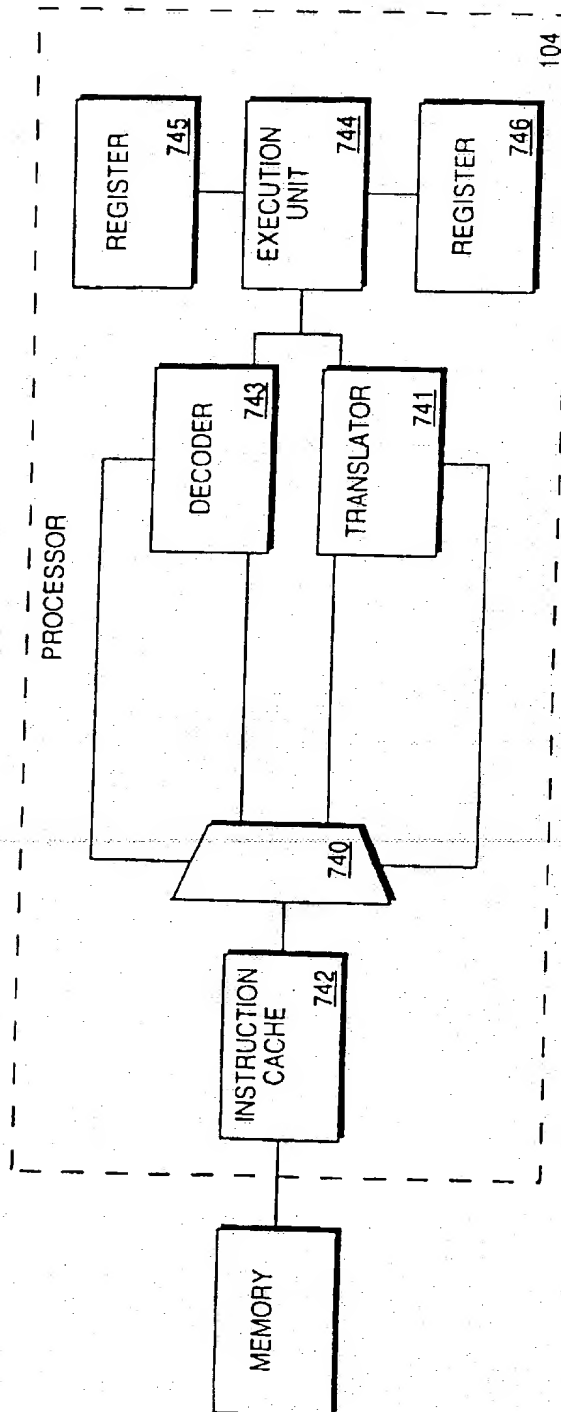 PROCESSOR
104
MEMORY
INSTRUCTION
CACHE
742
740
DECODER
743
TRANSLATOR
741
REGISTER
745
EXECUTION
UNIT
744
REGISTER
746